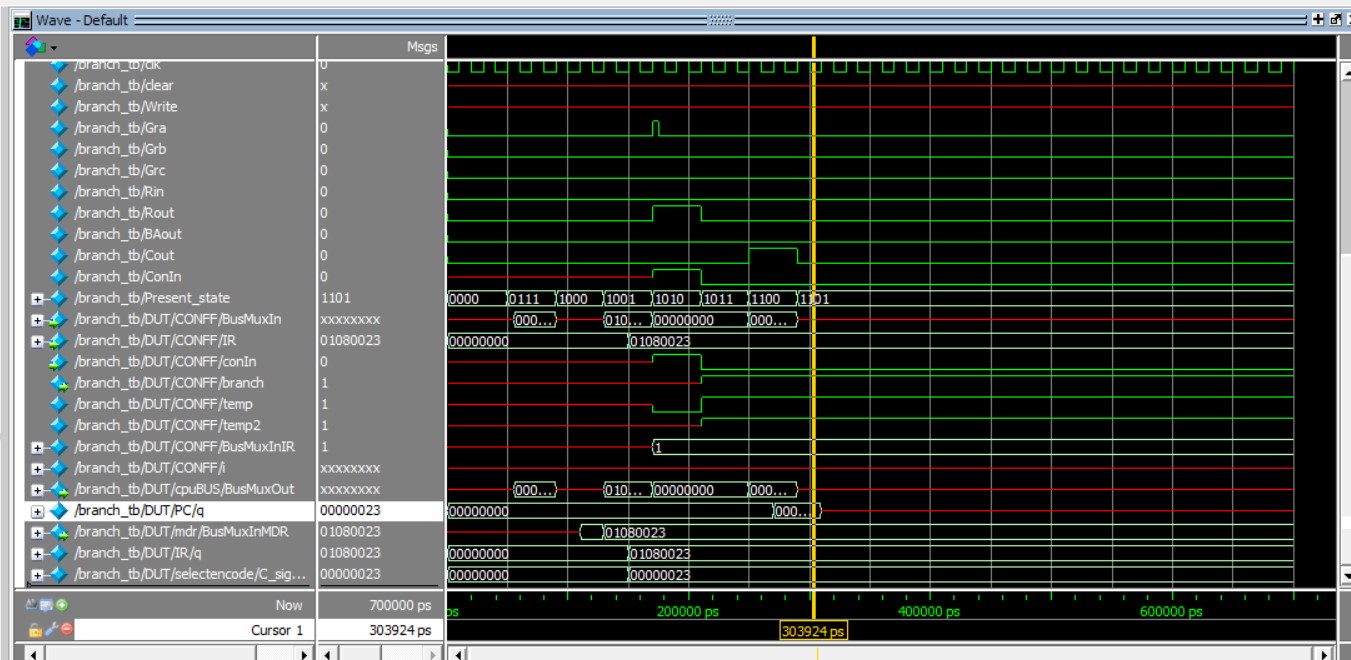 Wave - Default
Msgs
/branch_tb/clk 0
/branch_tb/clear x
/branch_tb/Write x
/branch_tb/Gra 0
/branch_tb/Grb 0
/branch_tb/Grc 0
/branch_tb/Rin 0
/branch_tb/Rout 0
/branch_tb/BAout 0
/branch_tb/Cout 0
/branch_tb/ConIn 0
/branch_tb/Present_state 1101 0000 0111 1000 1001 1010 1011 1100 1101
/branch_tb/DUT/CONFF/BusMuxIn xxxxxxxx 000... 010... 00000000 000...
/branch_tb/DUT/CONFF/IR 01080023 00000000 01080023
/branch_tb/DUT/CONFF/conIn 0
/branch_tb/DUT/CONFF/branch 1
/branch_tb/DUT/CONFF/temp 1
/branch_tb/DUT/CONFF/temp2 1
/branch_tb/DUT/CONFF/BusMuxInIR 1 1
/branch_tb/DUT/CONFF/i xxxxxxxx
/branch_tb/DUT/cpuBUS/BusMuxOut xxxxxxxx 000... 010... 00000000 000...
/branch_tb/DUT/PC/q 00000023 00000000 000...
/branch_tb/DUT/mdr/BusMuxInMDR 01080023 01080023
/branch_tb/DUT/IR/q 01080023 00000000 01080023
/branch_tb/DUT/selectencode/C_sig... 00000023 00000000 00000023
Now 700000 ps ps 200000 ps 400000 ps 600000 ps
Cursor 1 303924 ps 303924 ps